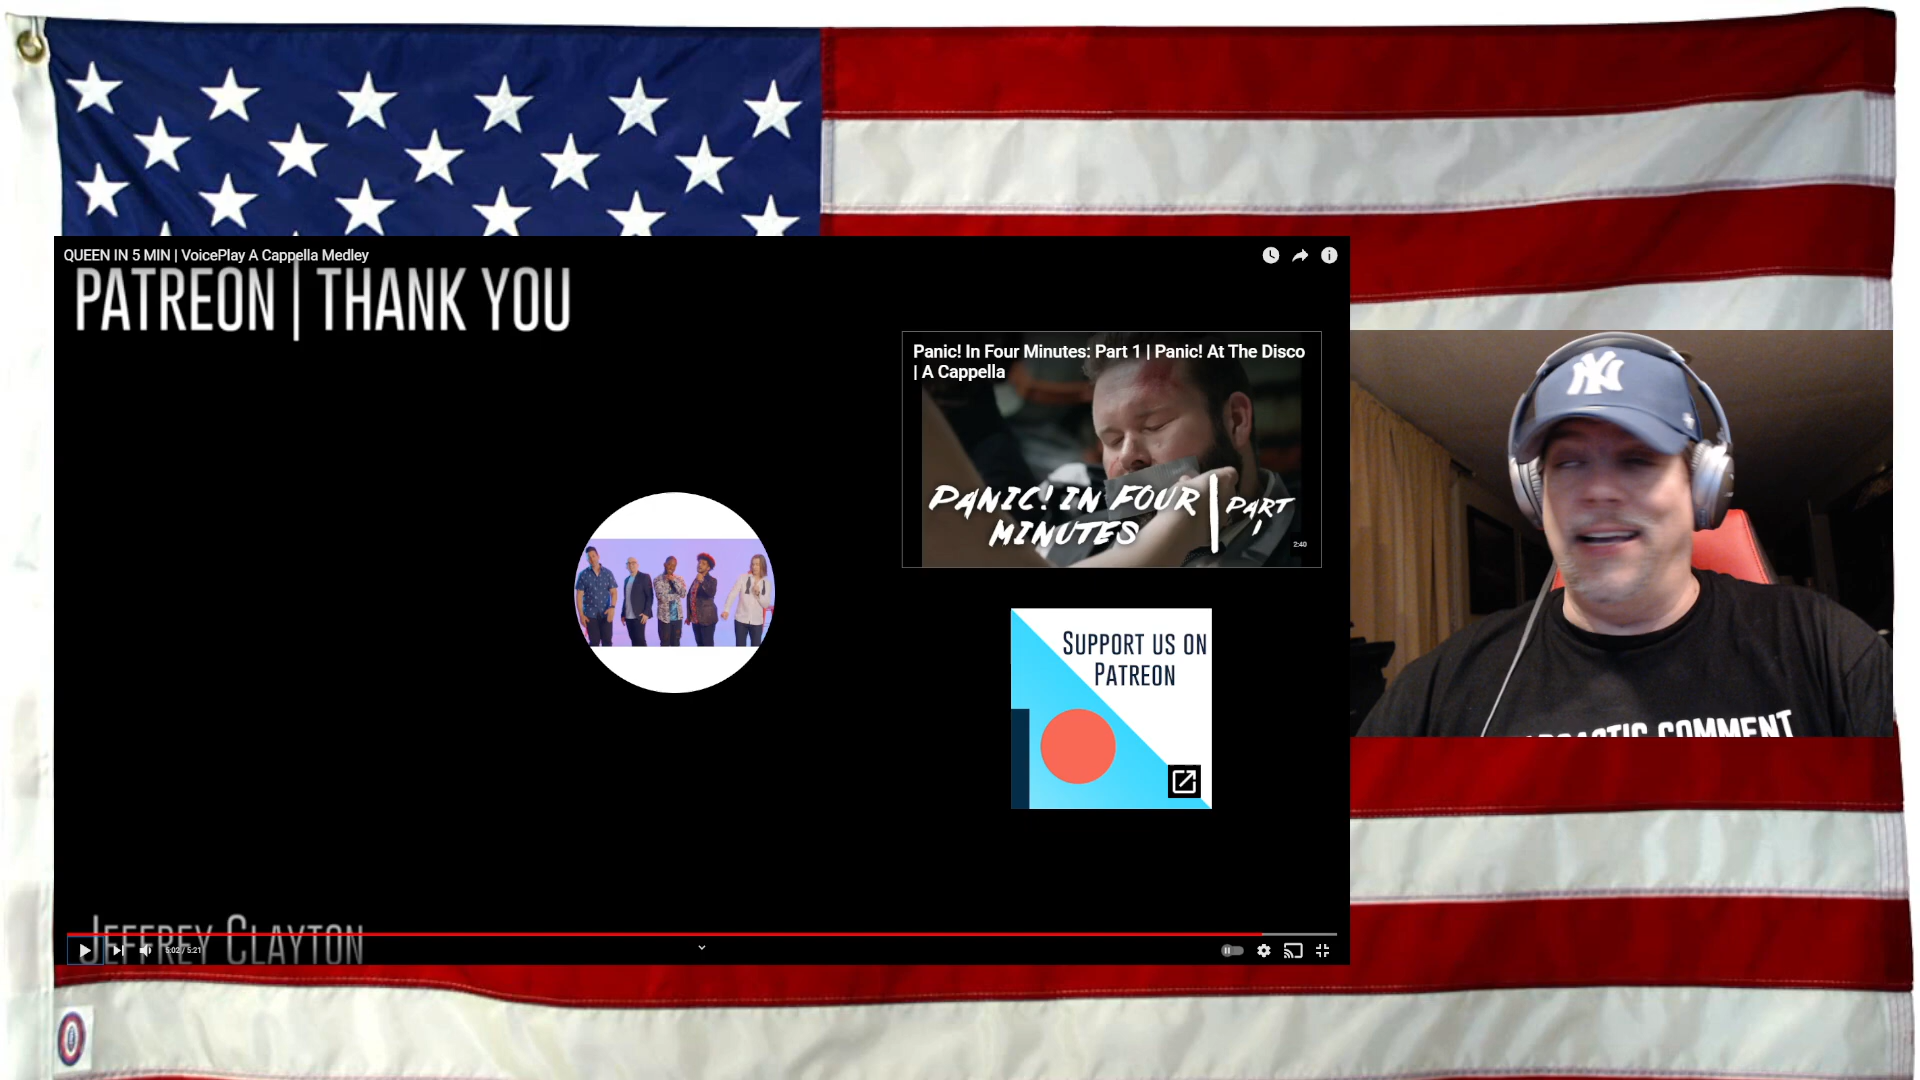 QUEEN IN 5 MIN | VoicePlay A Cappella Medley
PATREON | THANK YOU
Panic! In Four Minutes: Part 1 | Panic! At The Disco
| A Cappella
PANIC! IN FOUR
MINUTES
PART
1
2:40
NY
SUPPORT US ON
PATREON
COMMENT
JEFFREY CLAYTON
5:02 / 5:21